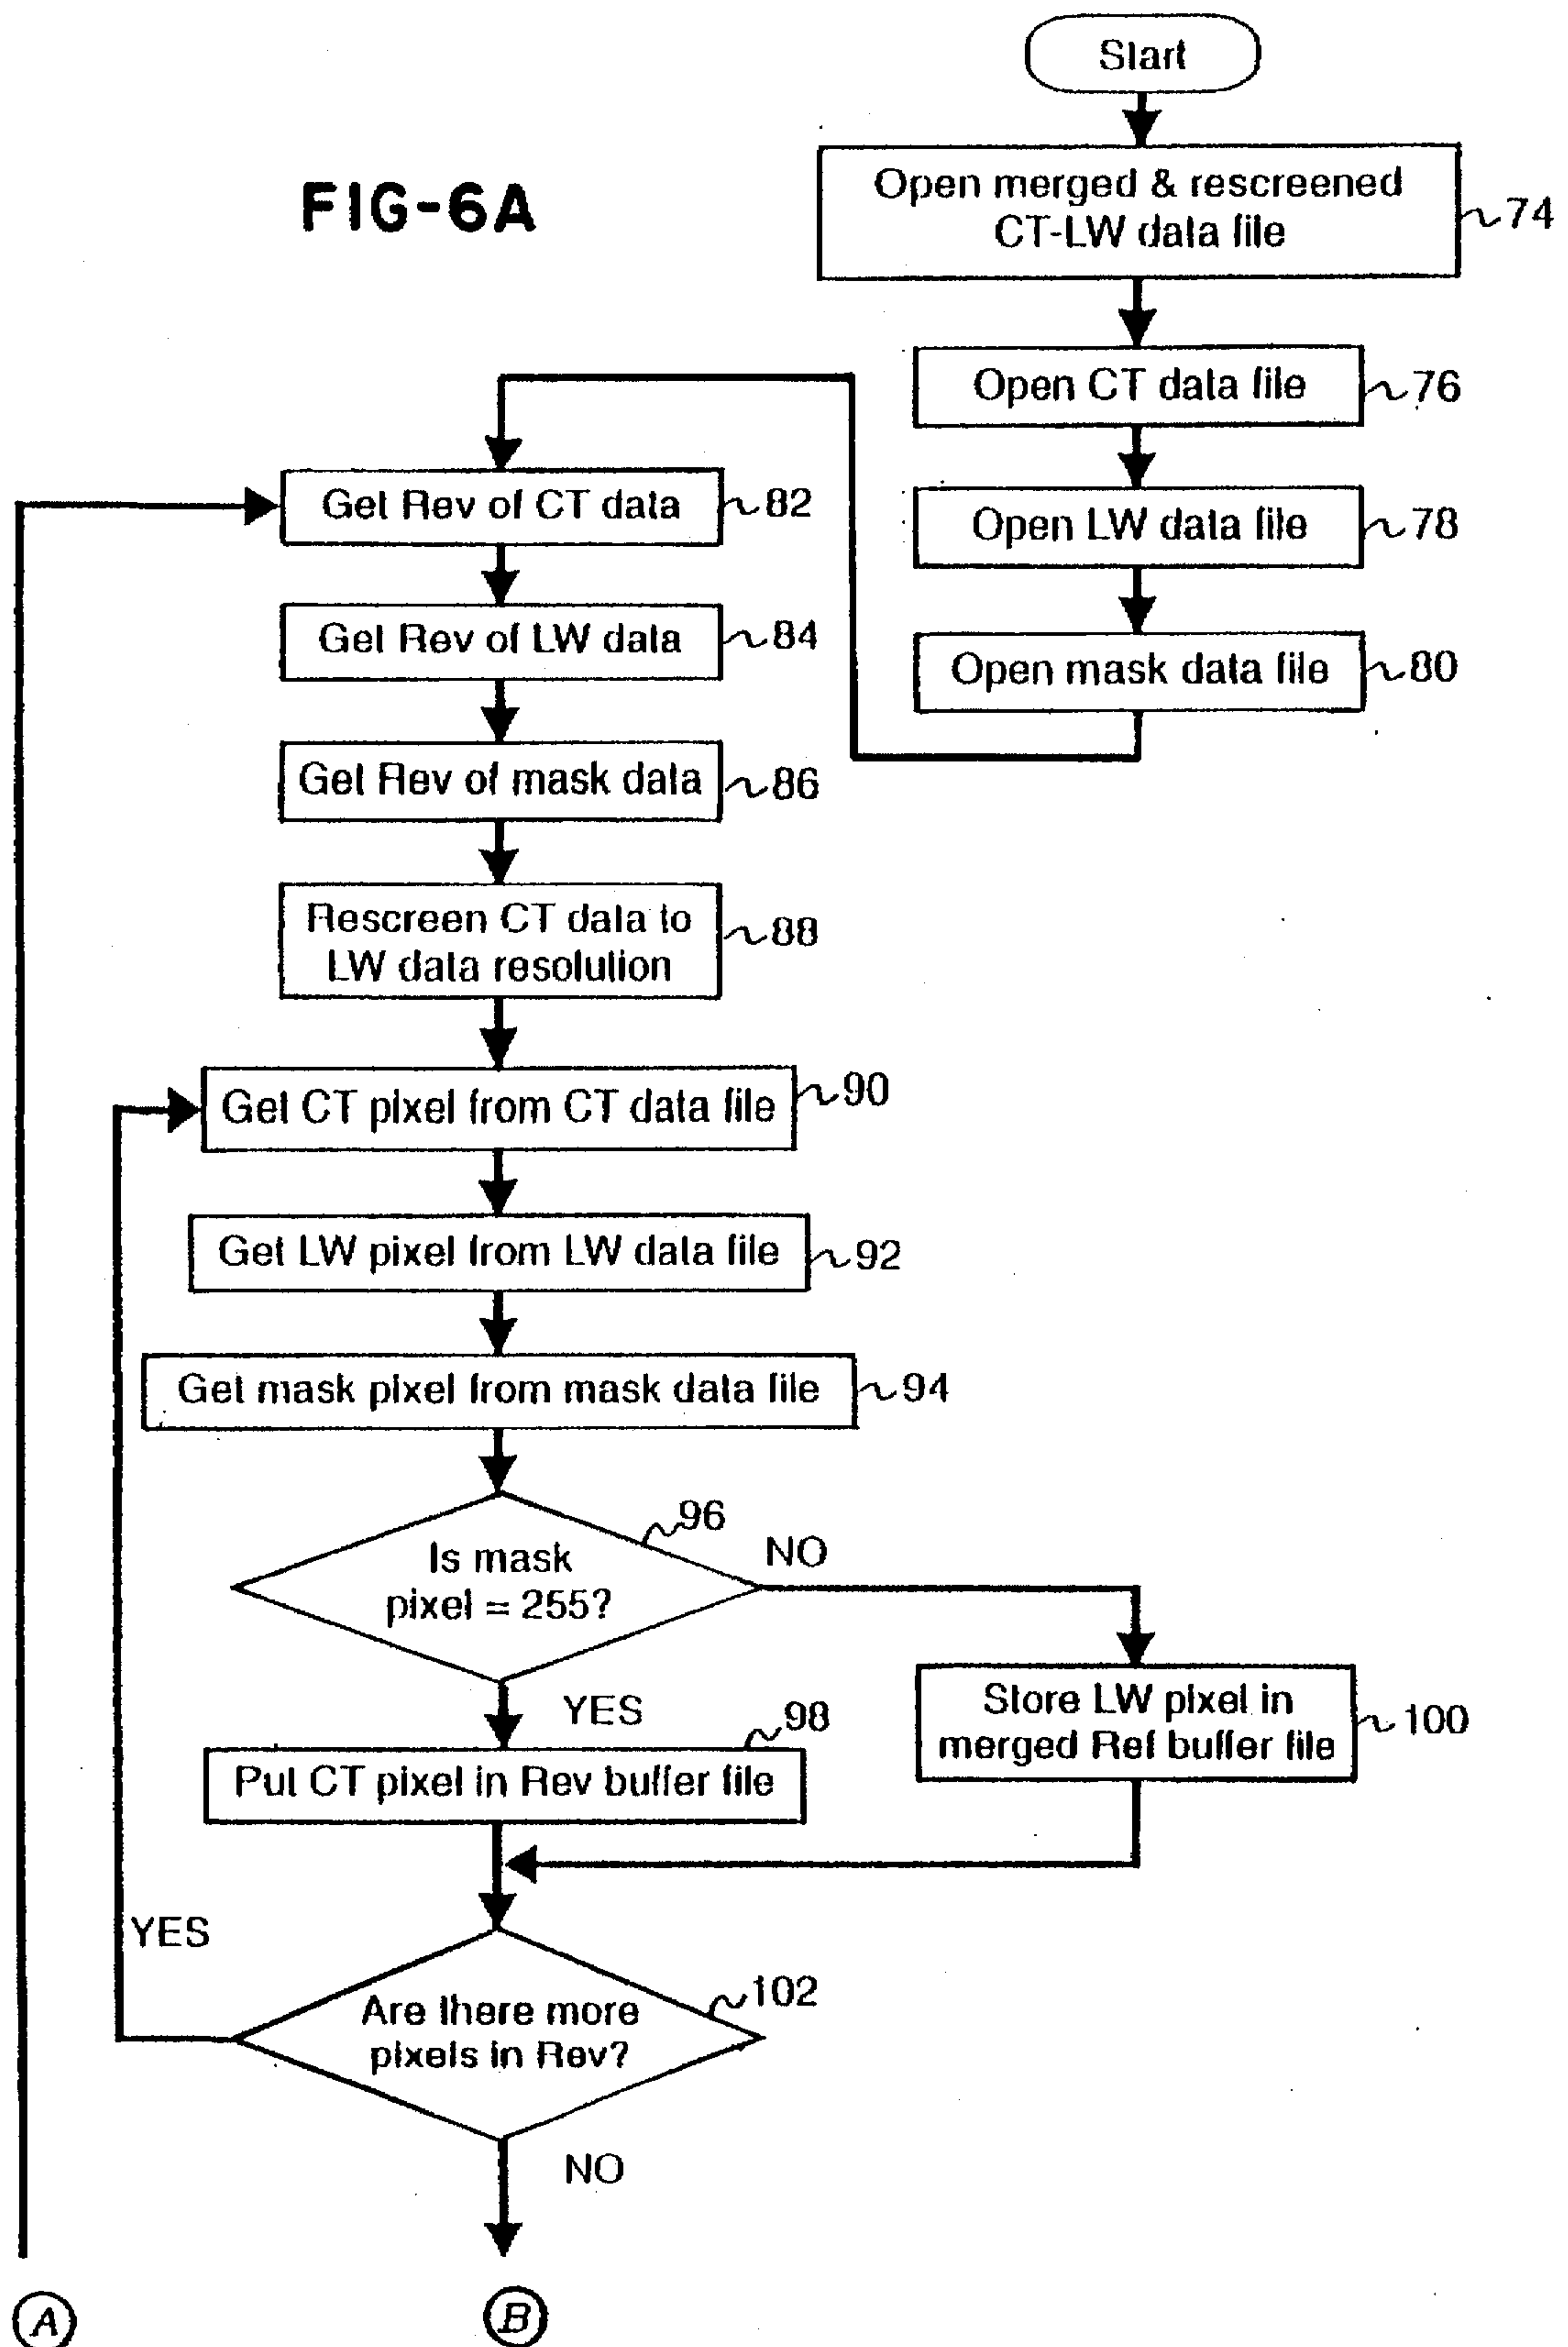 FIG-6A
Start
Open merged & rescreened
CT-LW data file
74
Open CT data file
76
Open LW data file
78
Open mask data file
80
Get Rev of CT data
82
Get Rev of LW data
84
Get Rev of mask data
86
Rescreen CT data to
LW data resolution
88
Get CT pixel from CT data file
90
Get LW pixel from LW data file
92
Get mask pixel from mask data file
94
Is mask
pixel = 255?
96
NO
YES
Put CT pixel in Rev buffer file
98
Store LW pixel in
merged Ref buffer file
100
YES
Are there more
pixels in Rev?
102
NO
A
B